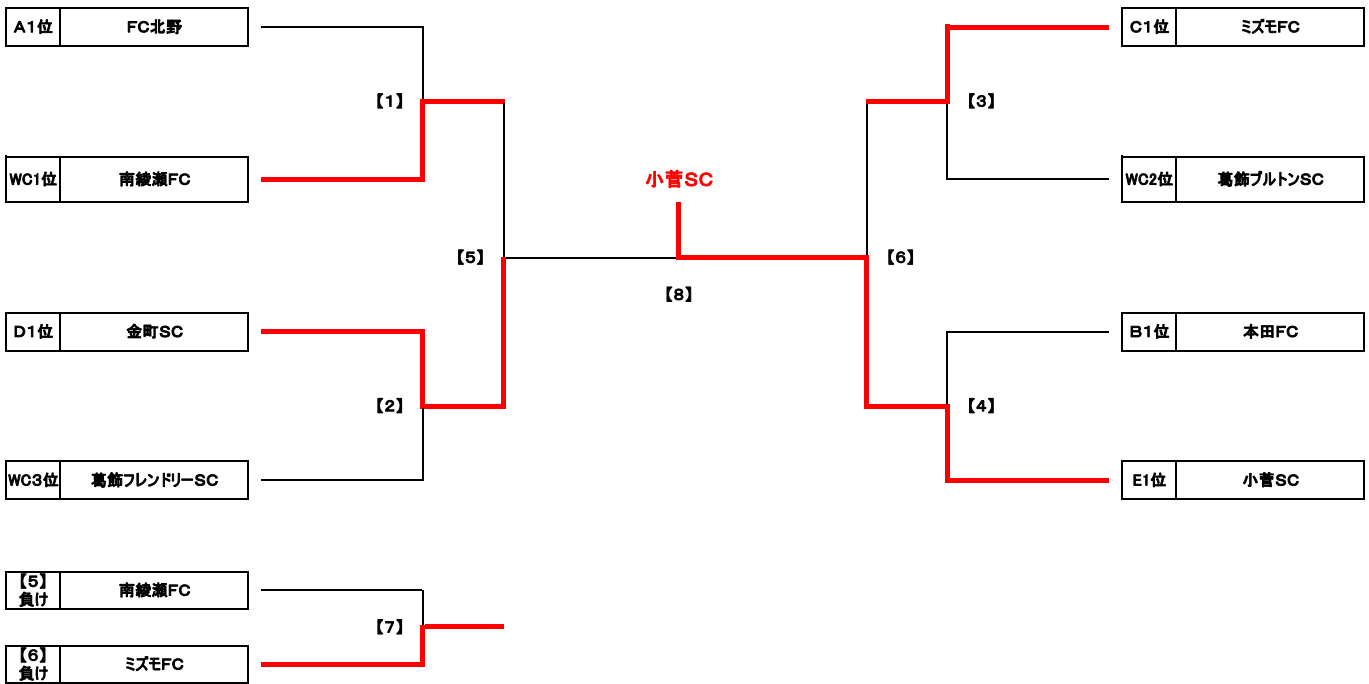 A1位 FC北野
C1位 ミズモFC
【1】
【3】
WC1位 南綾瀬FC
小菅SC
WC2位 葛飾ブルトンSC
【5】
【6】
【8】
D1位 金町SC
B1位 本田FC
【2】
【4】
WC3位 葛飾フレンドリーSC
E1位 小菅SC
【5】
負け
南綾瀬FC
【7】
【6】
負け
ミズモFC